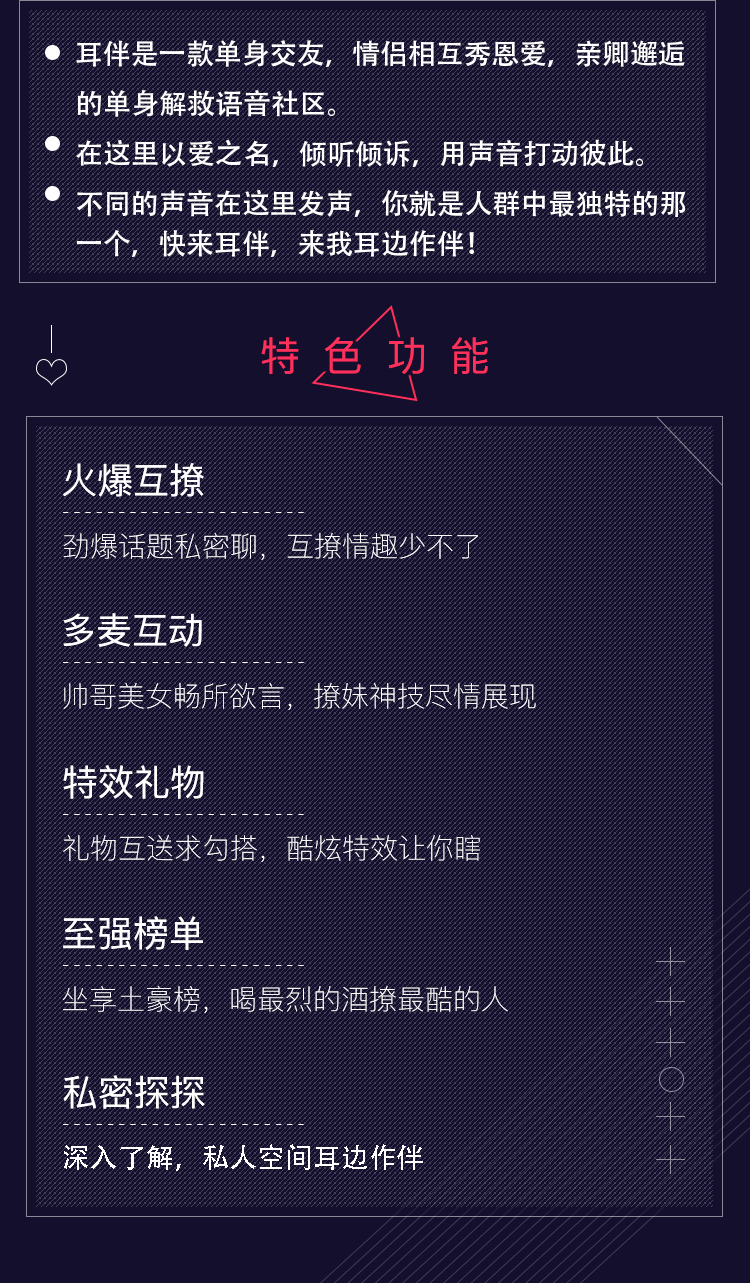 耳伴是一款单身交友，情侣相互秀恩爱，亲卿邂逅
的单身解救语音社区。
在这里以爱之名，倾听倾诉，用声音打动彼此。
不同的声音在这里发声，你就是人群中最独特的那
一个，快来耳伴，来我耳边作伴！
特色功能
火爆互撩
劲爆话题私密聊，互撩情趣少不了
多麦互动
帅哥美女畅所欲言，撩妹神技尽情展现
特效礼物
礼物互送求勾搭，酷炫特效让你瞎
至强榜单
坐享土豪榜，喝最烈的酒撩最酷的人
私密探探
深入了解，私人空间耳边作伴